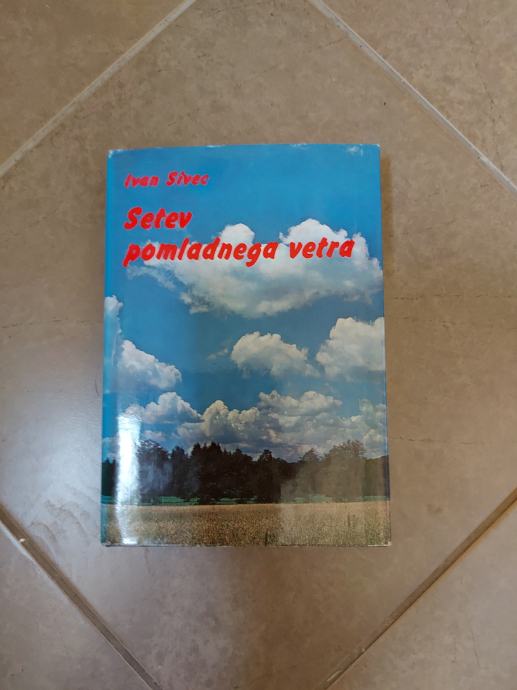 Ivan Sivec
Setev
pomladnega vetra